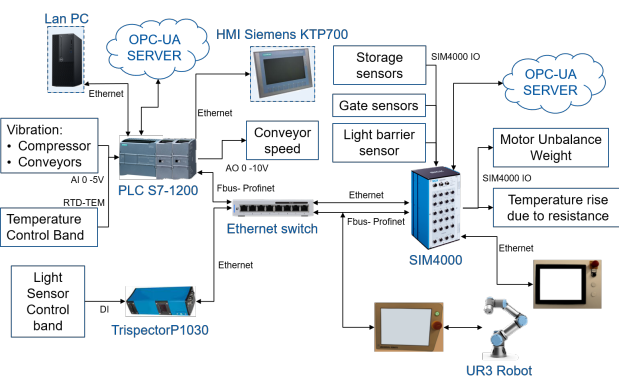 Lan PC
OPC-UA
SERVER
HMI Siemens KTP700
Storage
sensors
SIM4000 IO
OPC-UA
SERVER
Ethernet
Ethernet
Gate sensors
Vibration:
• Compressor
• Conveyors
Conveyor
speed
Light barrier
sensor
Motor Unbalance
Weight
AI 0 -5V
PLC S7-1200
AO 0 -10V
SIM4000 IO
RTD-TEM
Fbus- Profinet
Ethernet
Temperature
Control Band
Ethernet switch
Fbus- Profinet
Temperature rise
due to resistance
SIM4000
Ethernet
Ethernet
Light
Sensor
Control
band
DI
TrispectorP1030
UR3 Robot